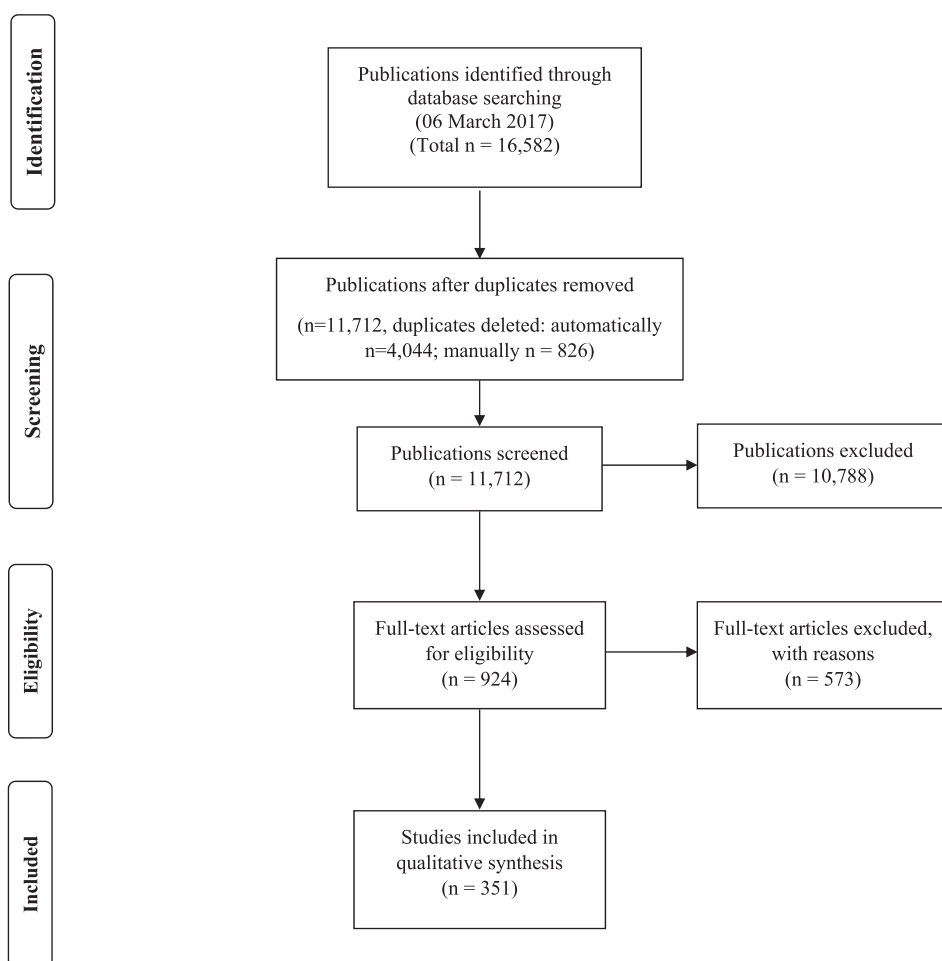 Identification
Publications identified through
database searching
(06 March 2017)
(Total n = 16,582)
Screening
Publications after duplicates removed
(n=11,712, duplicates deleted: automatically
n=4,044; manually n = 826)
Publications screened
(n = 11,712)
Publications excluded
(n = 10,788)
Eligibility
Full-text articles assessed
for eligibility
(n = 924)
Full-text articles excluded,
with reasons
(n = 573)
Included
Studies included in
qualitative synthesis
(n = 351)